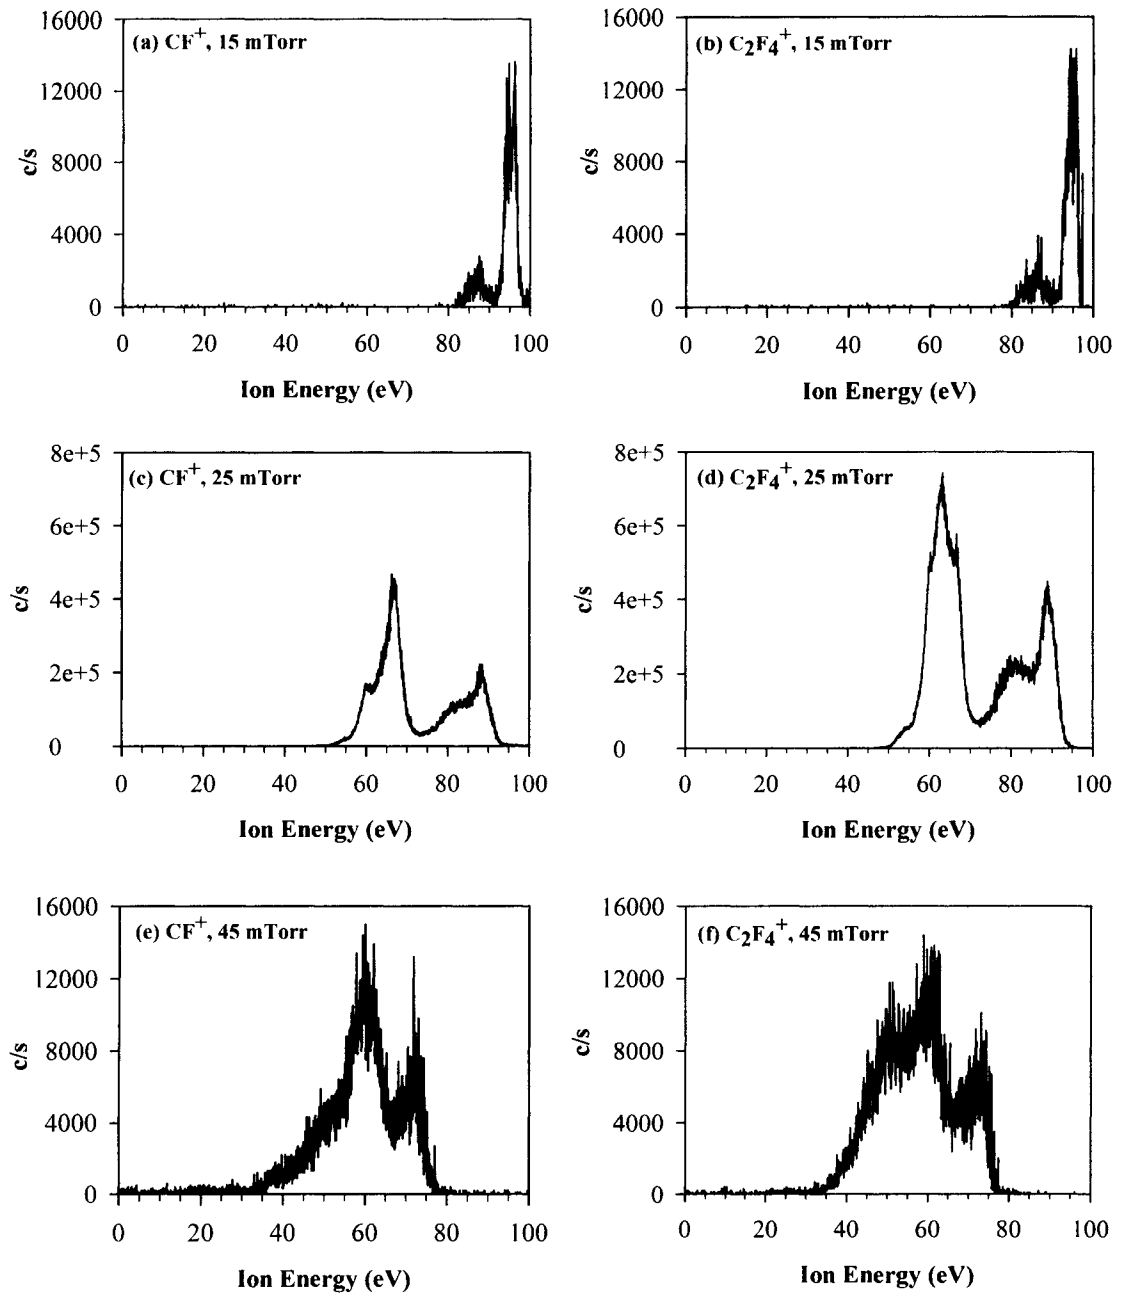 (a) CF+, 15 mTorr
16000
12000
8000
4000
0
c/s
0 20 40 60 80 100
Ion Energy (eV)
(b) C2F4+, 15 mTorr
16000
12000
8000
4000
0
c/s
0 20 40 60 80 100
Ion Energy (eV)
(c) CF+, 25 mTorr
8e+5
6e+5
4e+5
2e+5
0
c/s
0 20 40 60 80 100
Ion Energy (eV)
(d) C2F4+, 25 mTorr
8e+5
6e+5
4e+5
2e+5
0
c/s
0 20 40 60 80 100
Ion Energy (eV)
(e) CF+, 45 mTorr
16000
12000
8000
4000
0
c/s
0 20 40 60 80 100
Ion Energy (eV)
(f) C2F4+, 45 mTorr
16000
12000
8000
4000
0
c/s
0 20 40 60 80 100
Ion Energy (eV)